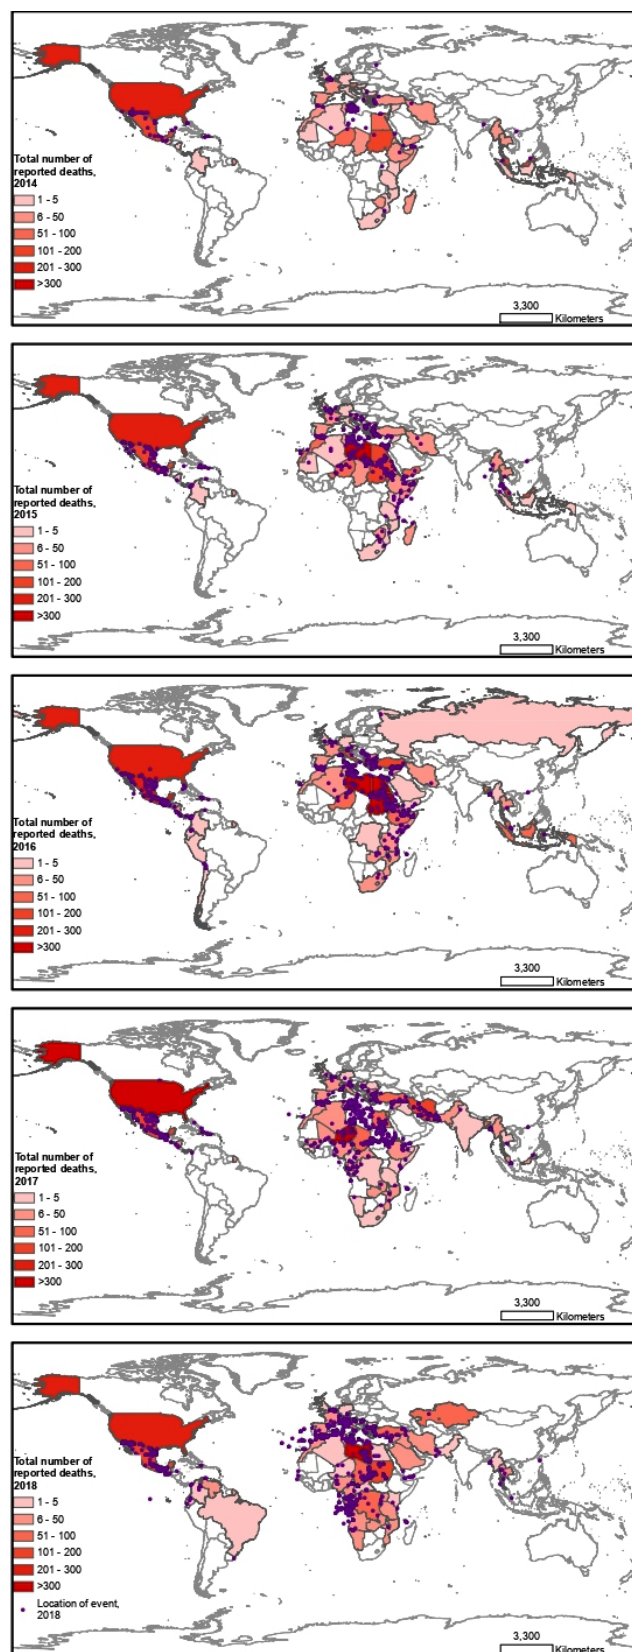 Total number of
reported deaths,
2014
1 - 5
6 - 50
51 - 100
101 - 200
201 - 300
>300
3,300
Kilometers
Total number of
reported deaths,
2015
1 - 5
6 - 50
51 - 100
101 - 200
201 - 300
>300
3,300
Kilometers
Total number of
reported deaths,
2016
1 - 5
6 - 50
51 - 100
101 - 200
201 - 300
>300
3,300
Kilometers
Total number of
reported deaths,
2017
1 - 5
6 - 50
51 - 100
101 - 200
201 - 300
>300
3,300
Kilometers
Total number of
reported deaths,
2018
1 - 5
6 - 50
51 - 100
101 - 200
201 - 300
>300
Location of event,
2018
3,300
Kilometers